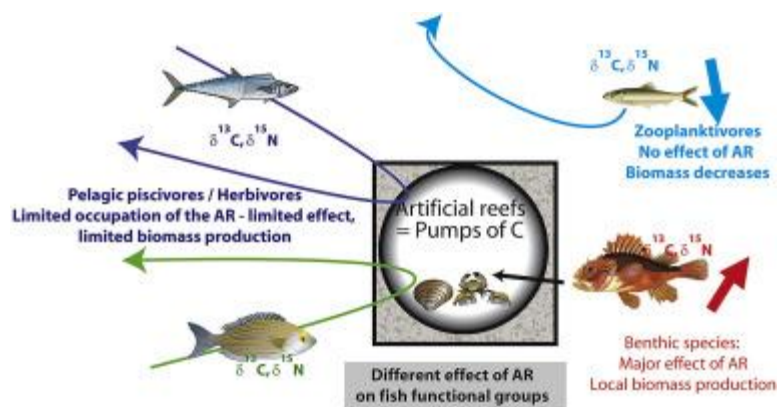 δ¹³C, δ¹⁵N
Zooplanktivores
No effect of AR
Biomass decreases
δ¹³C, δ¹⁵N
Pelagic piscivores / Herbivores
Limited occupation of the AR - limited effect,
limited biomass production
Artificial reefs
= Pumps of C
δ¹³C, δ¹⁵N
Benthic species:
Major effect of AR
Local biomass production
δ¹³C, δ¹⁵N
Different effect of AR
on fish functional groups